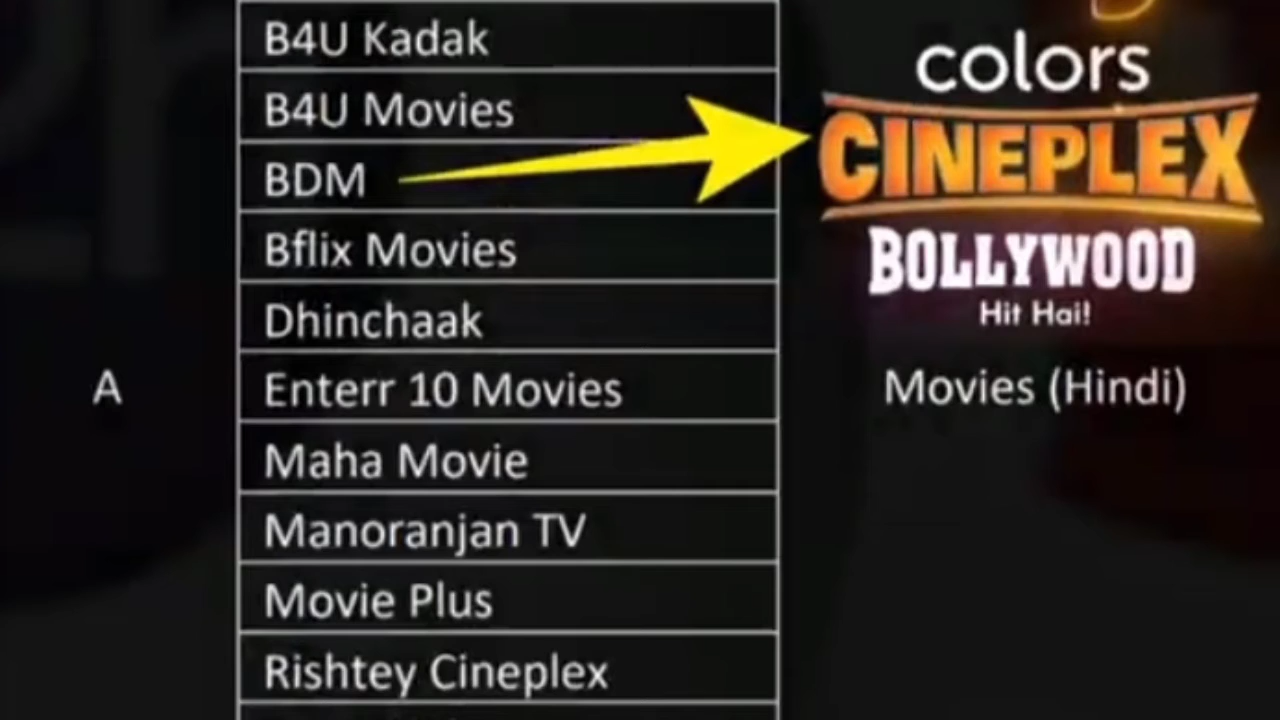 B4U Kadak
B4U Movies
BDM
Bflix Movies
Dhinchaak
A
Enterr 10 Movies
Maha Movie
Manoranjan TV
Movie Plus
Rishtey Cineplex
colors
CINEPLEX
BOLLYWOOD
Hit Hai!
Movies (Hindi)